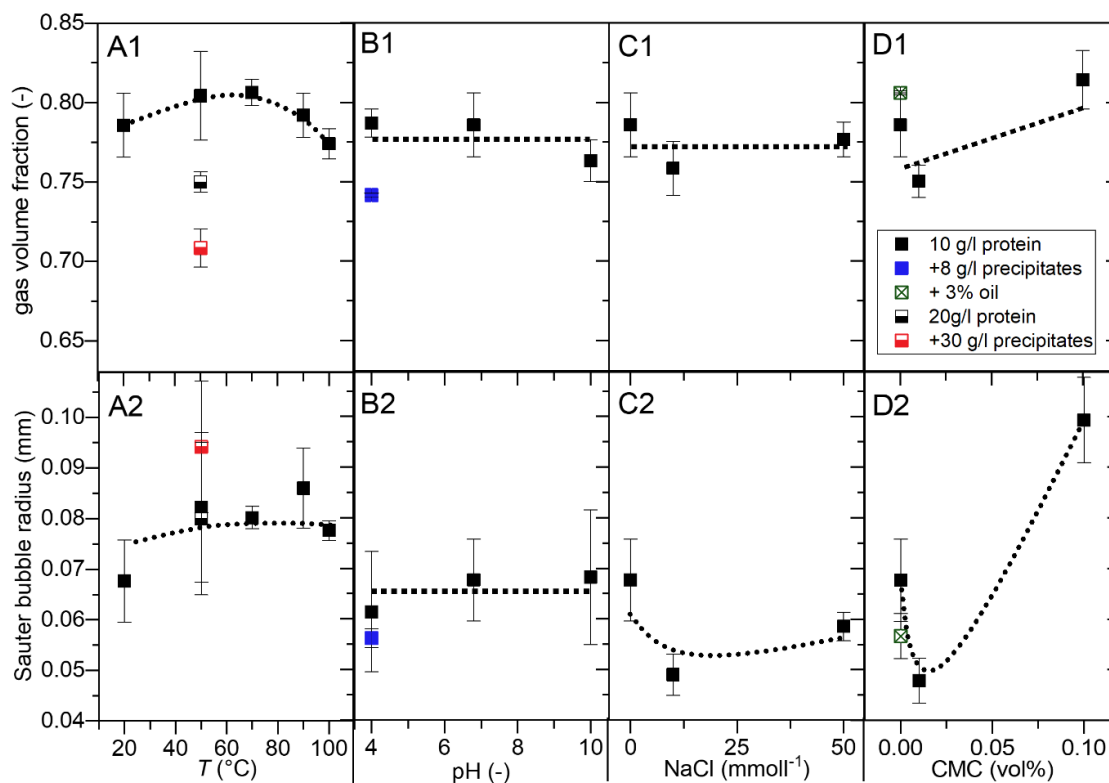 A1
B1
C1
D1
0.85
0.80
0.75
0.70
0.65
gas volume fraction (-)
10 g/l protein
+8 g/l precipitates
+ 3% oil
20g/l protein
+30 g/l precipitates
A2
B2
C2
D2
0.10
0.09
0.08
0.07
0.06
0.05
0.04
Sauter bubble radius (mm)
20 40 60 80 100
4 6 8 10
0 25 50
0.00 0.05 0.10
T (°C)
pH (-)
NaCl (mmoll⁻¹)
CMC (vol%)